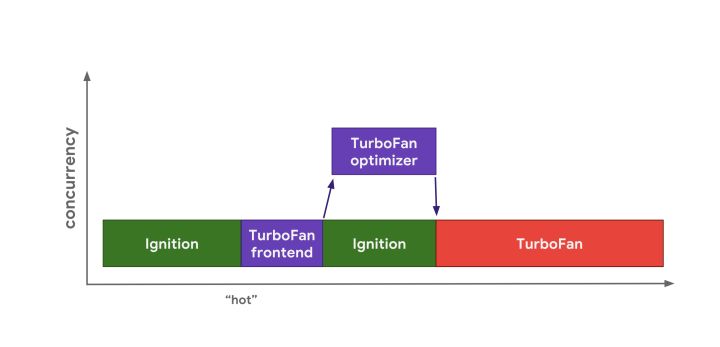 concurrency
TurboFan
optimizer
Ignition
TurboFan
frontend
Ignition
TurboFan
“hot”